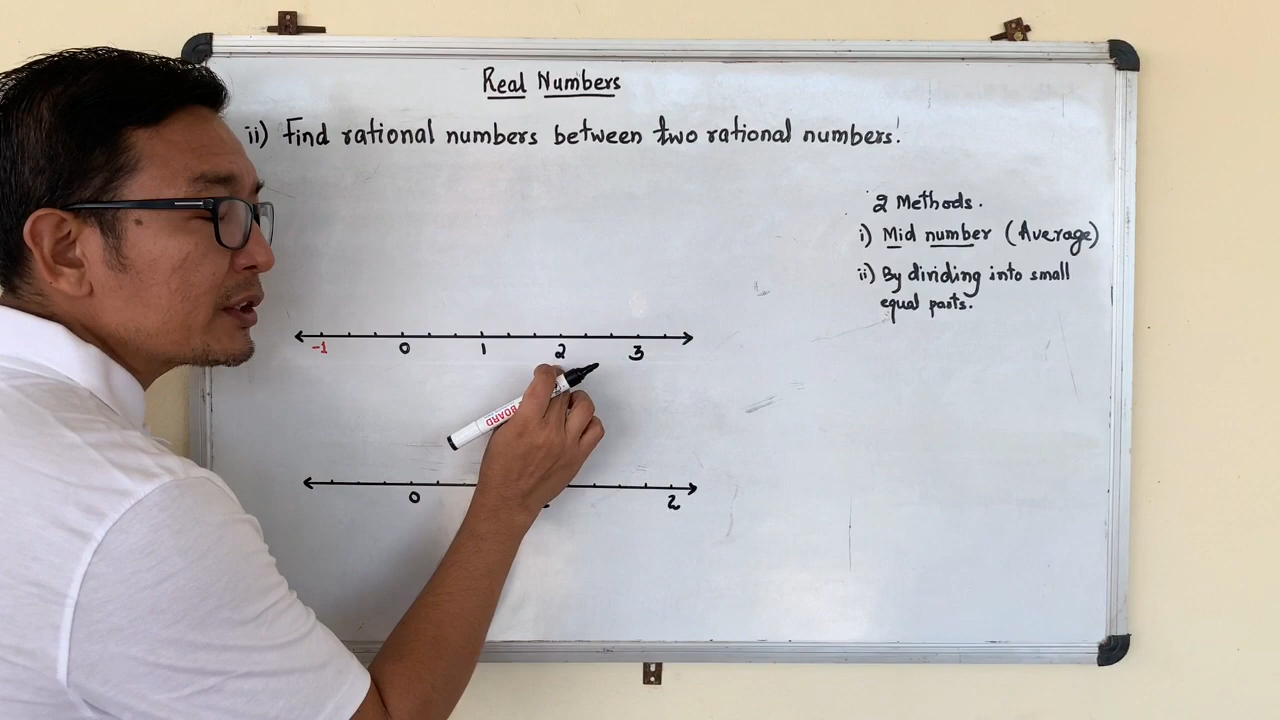 Real Numbers
ii) Find rational numbers between two rational numbers!
2 Methods.
i) Mid number (Average)
ii) By dividing into small
equal parts.
-1 0 1 2 3
BOARD
0 2